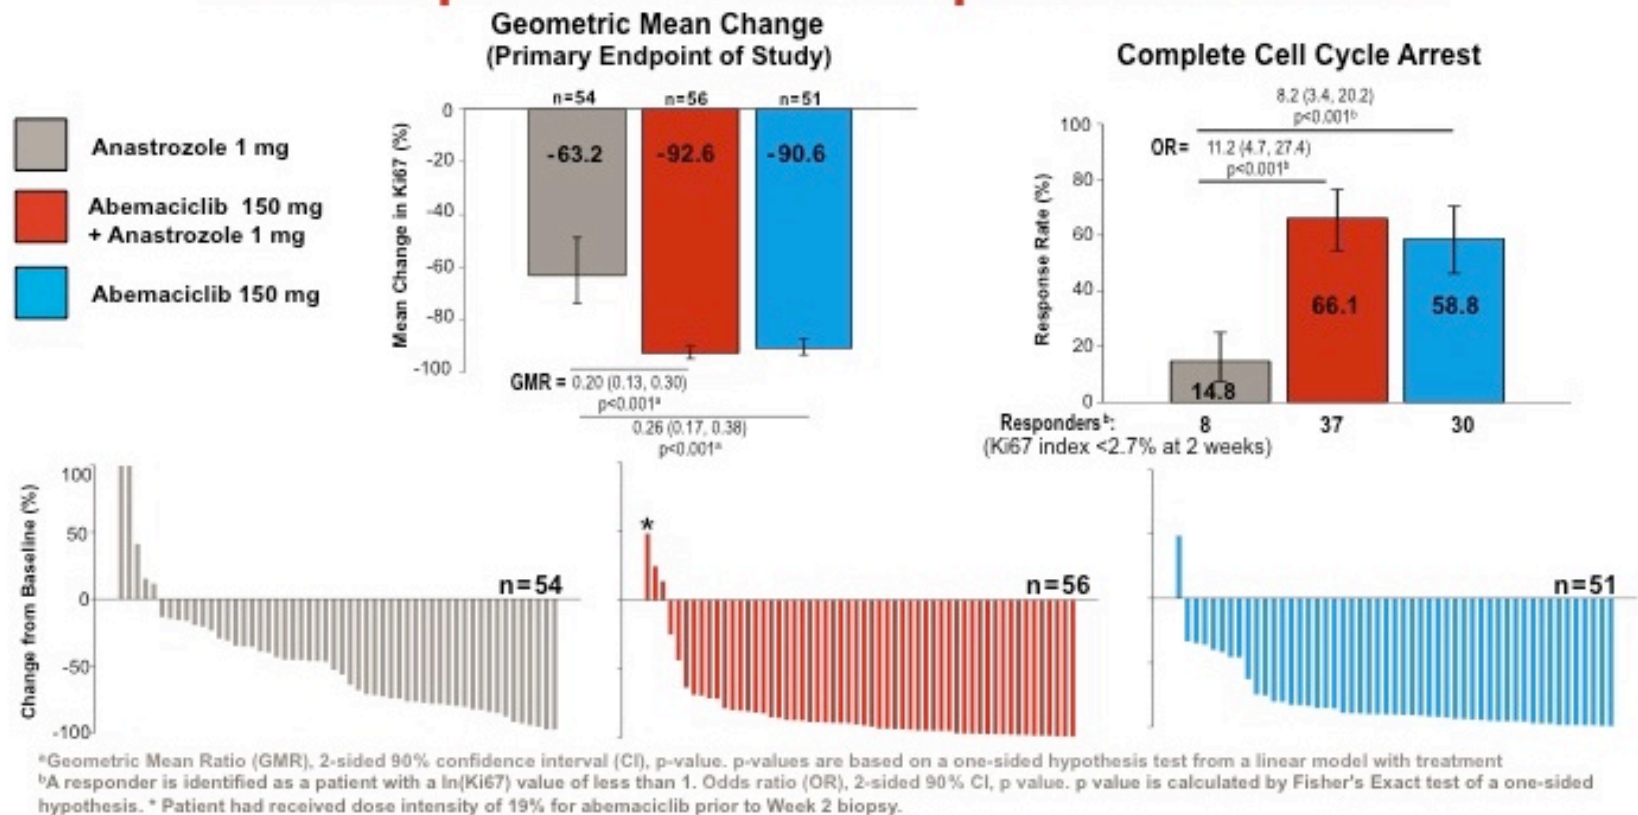 Geometric Mean Change
(Primary Endpoint of Study)
Anastrozole 1 mg
Abemaciclib 150 mg
+ Anastrozole 1 mg
Abemaciclib 150 mg
Mean Change in Ki67 (%)
0
-20
-40
-60
-80
-100
n=54
n=56
n=51
-63.2
-92.6
-90.6
GMR = 0.20 (0.13, 0.30)
p<0.001ᵃ
0.26 (0.17, 0.38)
p<0.001ᵃ
Complete Cell Cycle Arrest
8.2 (3.4, 20.2)
p<0.001ᵇ
OR= 11.2 (4.7, 27.4)
p<0.001ᵇ
Response Rate (%)
100
80
60
40
20
0
14.8
66.1
58.8
Respondersᵇ: 8 37 30
(Ki67 index <2.7% at 2 weeks)
Change from Baseline (%)
100
50
0
-50
-100
n=54
*
n=56
n=51
ᵃGeometric Mean Ratio (GMR), 2-sided 90% confidence interval (CI), p-value. p-values are based on a one-sided hypothesis test from a linear model with treatment
ᵇA responder is identified as a patient with a ln(Ki67) value of less than 1. Odds ratio (OR), 2-sided 90% CI, p value. p value is calculated by Fisher's Exact test of a one-sided
hypothesis. * Patient had received dose intensity of 19% for abemaciclib prior to Week 2 biopsy.